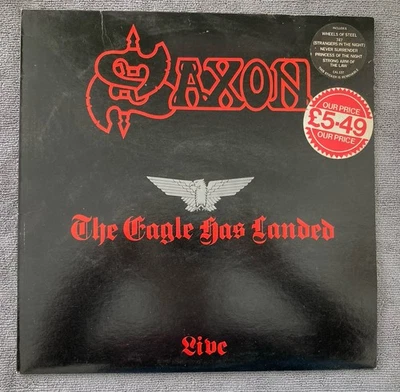 SAXON
INCLUDES
WHEELS OF STEEL
747
(STRANGERS IN THE NIGHT)
NEVER SURRENDER
PRINCESS OF THE NIGHT
STRONG ARM OF
THE LAW
OUR PRICE
£5·49
OUR PRICE
The Eagle Has Landed
Live